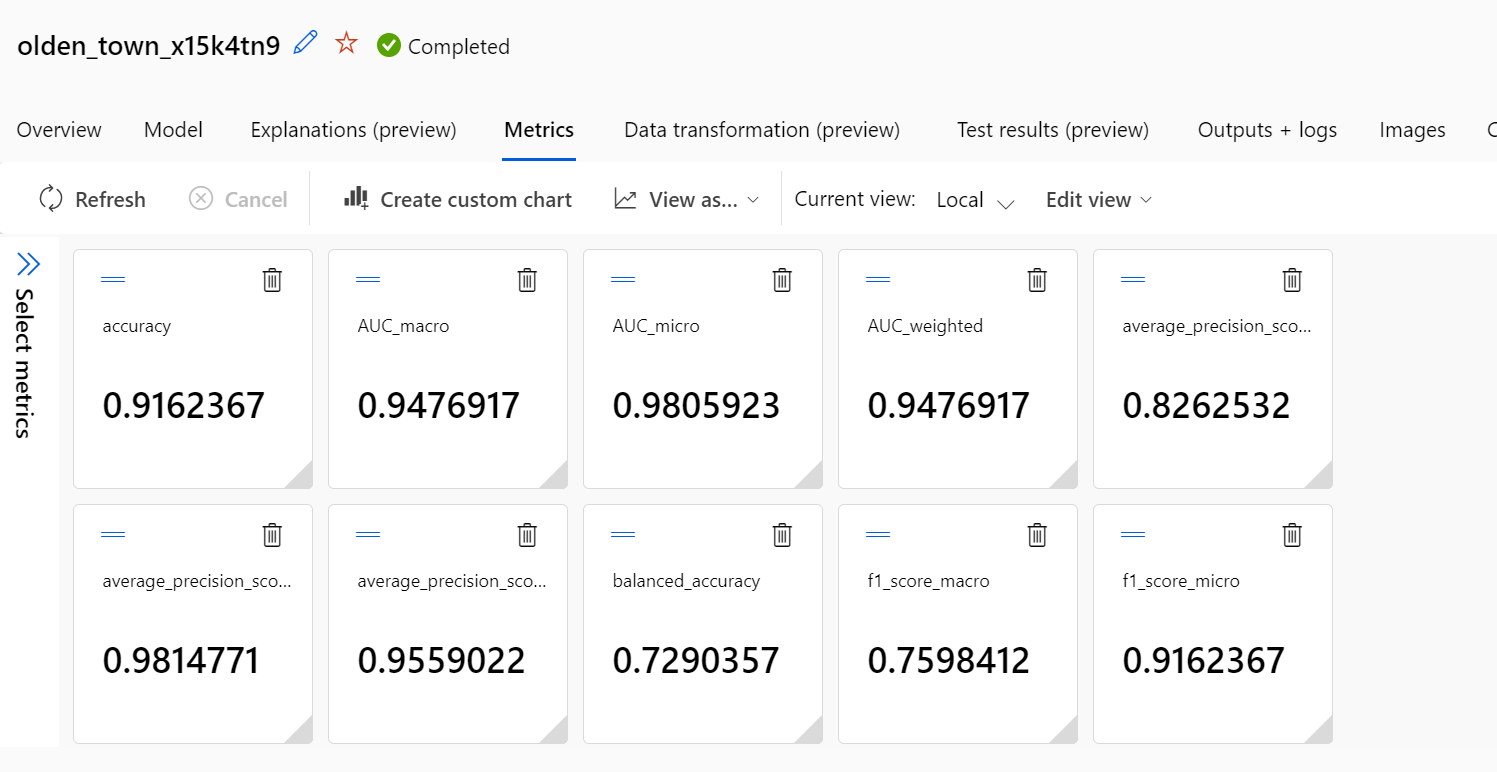 olden_town_x15k4tn9 Completed
Overview Model Explanations (preview) Metrics Data transformation (preview) Test results (preview) Outputs + logs Images
Refresh Cancel Create custom chart View as... Current view: Local Edit view
Select metrics
accuracy AUC_macro AUC_micro AUC_weighted average_precision_sco...
0.9162367 0.9476917 0.9805923 0.9476917 0.8262532
average_precision_sco... average_precision_sco... balanced_accuracy f1_score_macro f1_score_micro
0.9814771 0.9559022 0.7290357 0.7598412 0.9162367